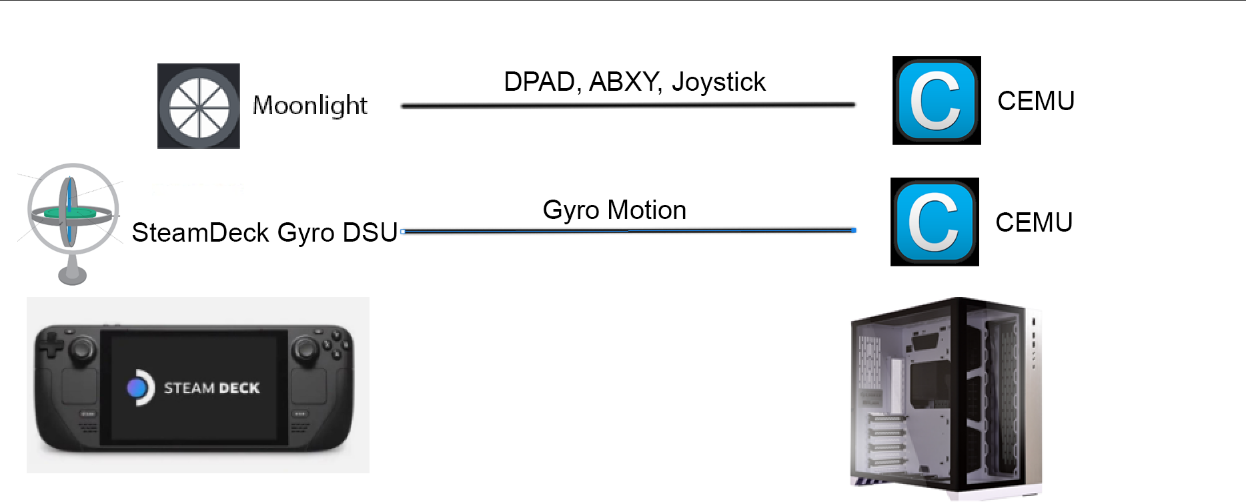 DPAD, ABXY, Joystick
Moonlight
C
CEMU
Gyro Motion
SteamDeck Gyro DSU
C
CEMU
STEAM DECK